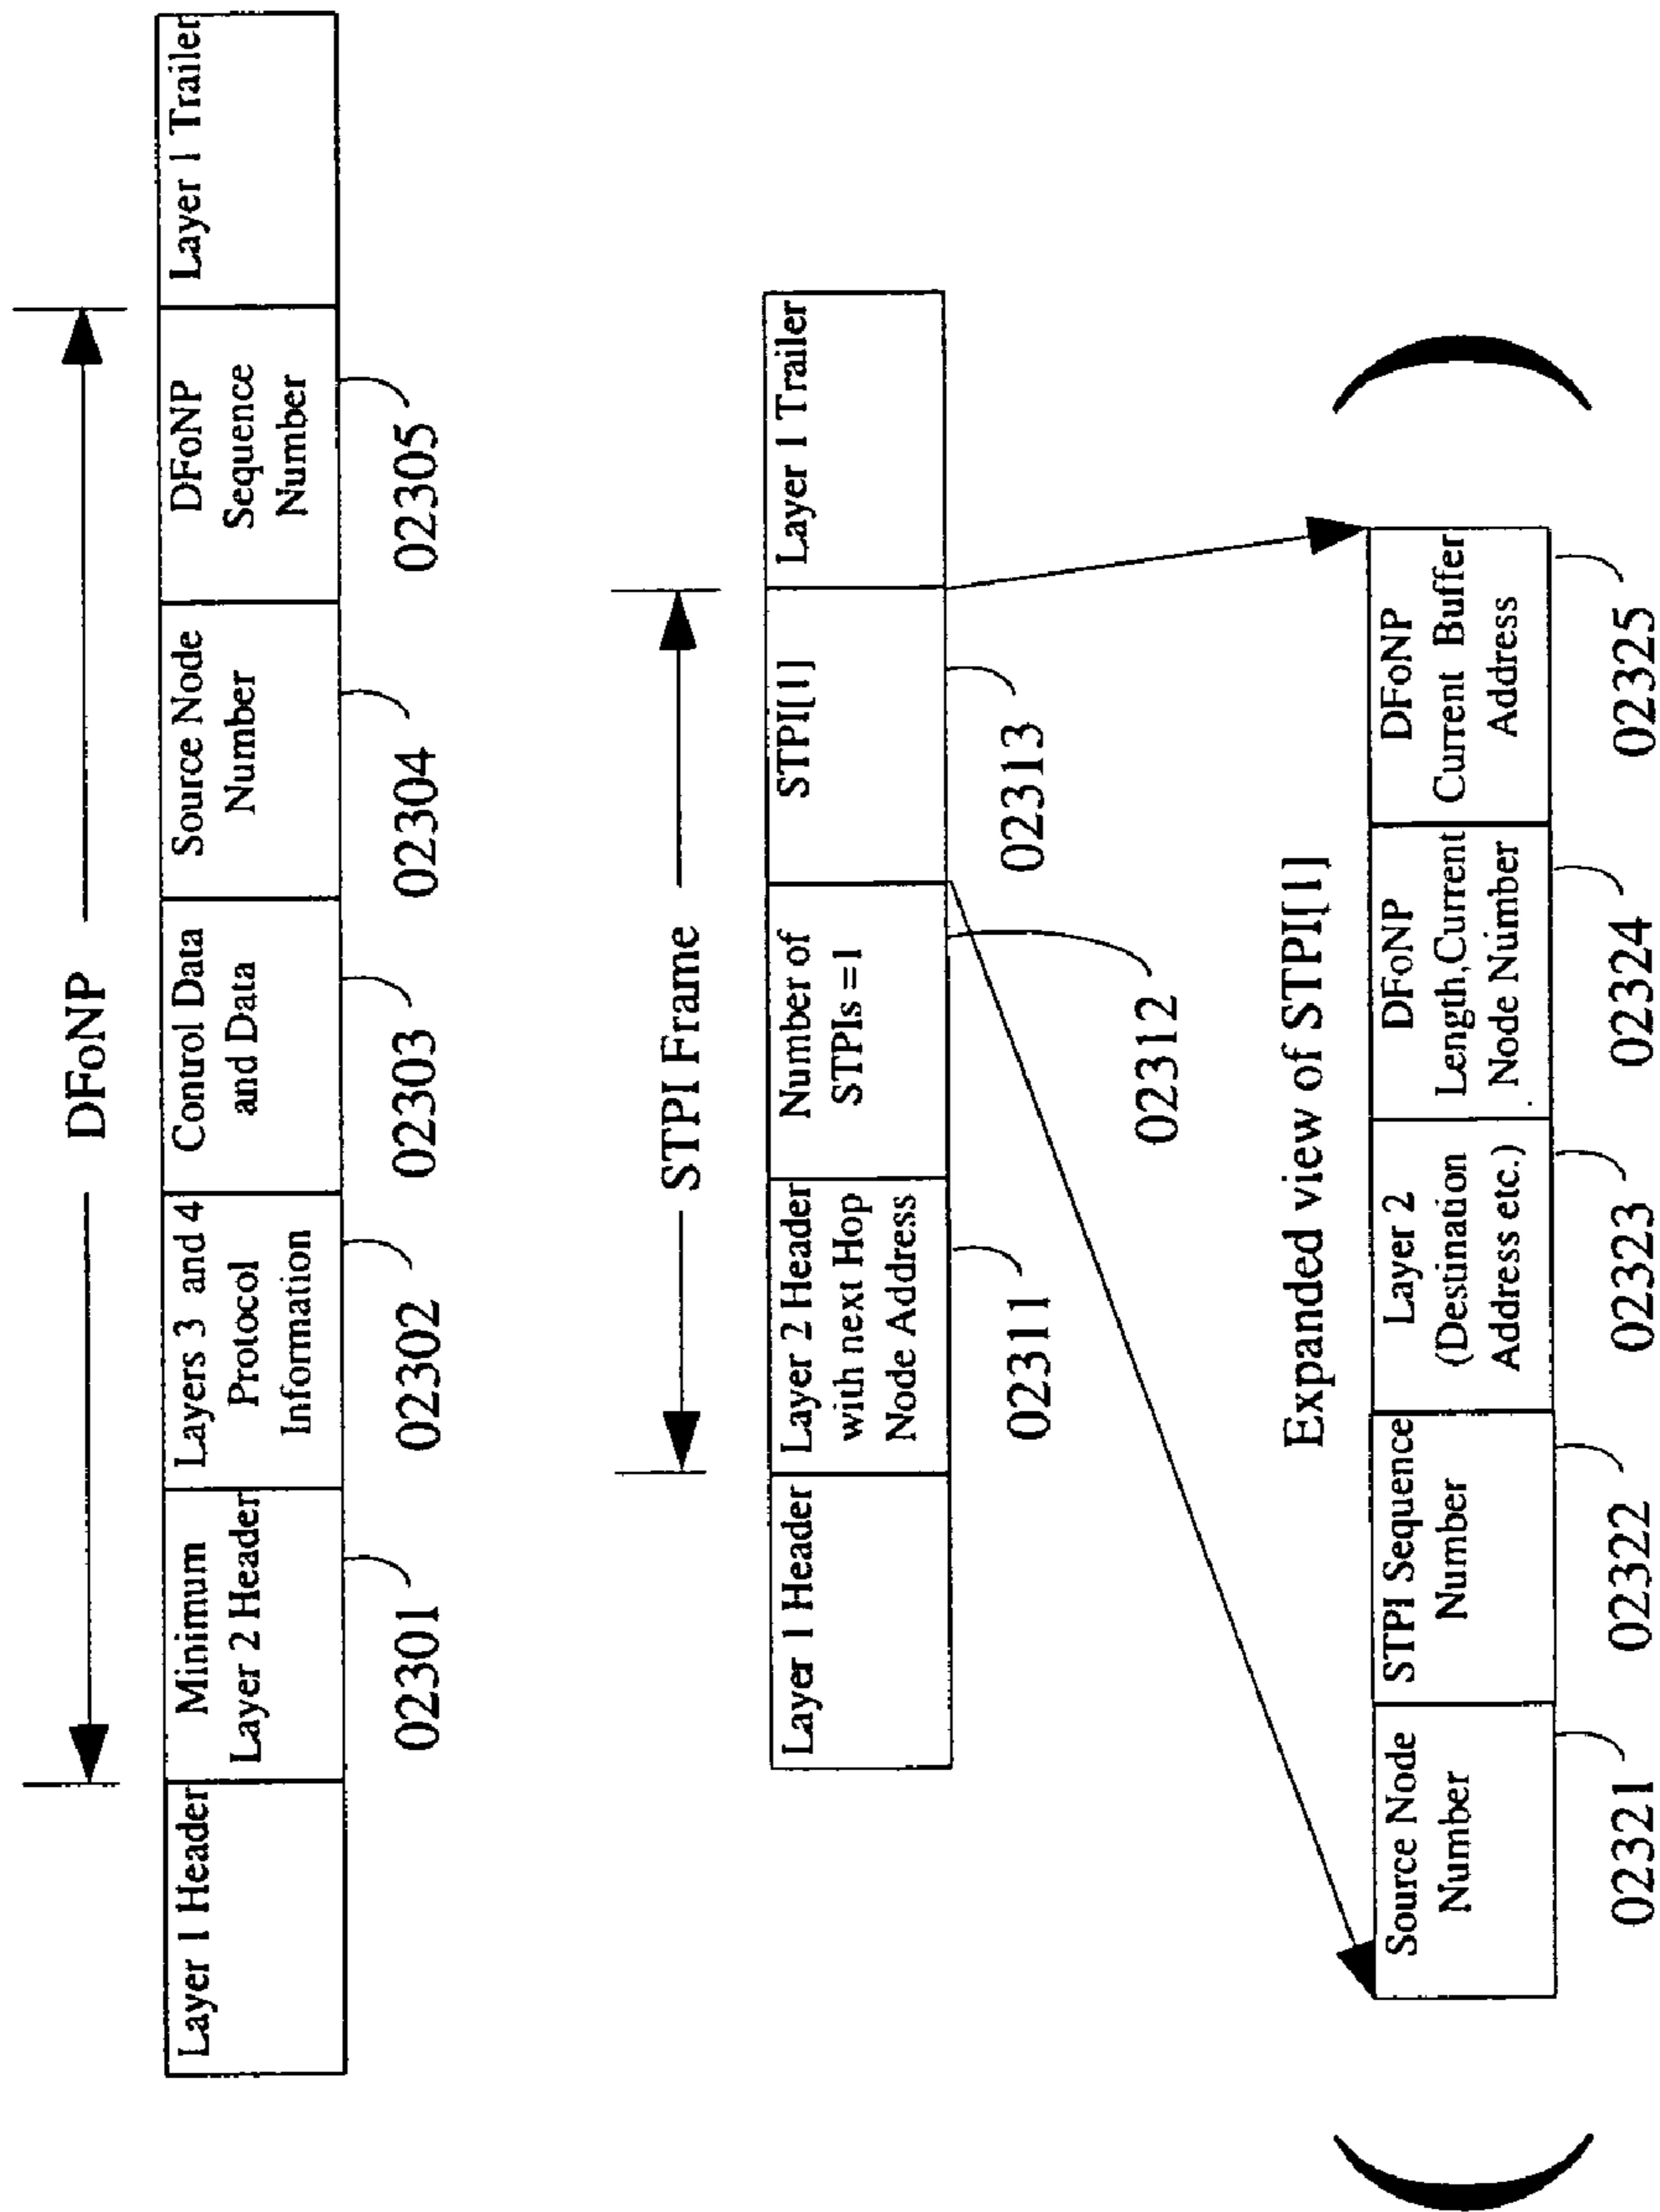 DFoNP
Layer 1 Header
Minimum
Layer 2 Header
Layers 3 and 4
Protocol
Information
Control Data
and Data
Source Node
Number
DFoNP
Sequence
Number
Layer 1 Trailer
02301
02302
02303
02304
02305
STPI Frame
Layer 1 Header
Layer 2 Header
with next Hop
Node Address
Number of
STPIs =1
STPI[1]
Layer 1 Trailer
02311
02312
02313
Expanded view of STPI[1]
Source Node
Number
STPI Sequence
Number
Layer 2
(Destination
Address etc.)
DFoNP
Length,Current
Node Number
DFoNP
Current Buffer
Address
02321
02322
02323
02324
02325